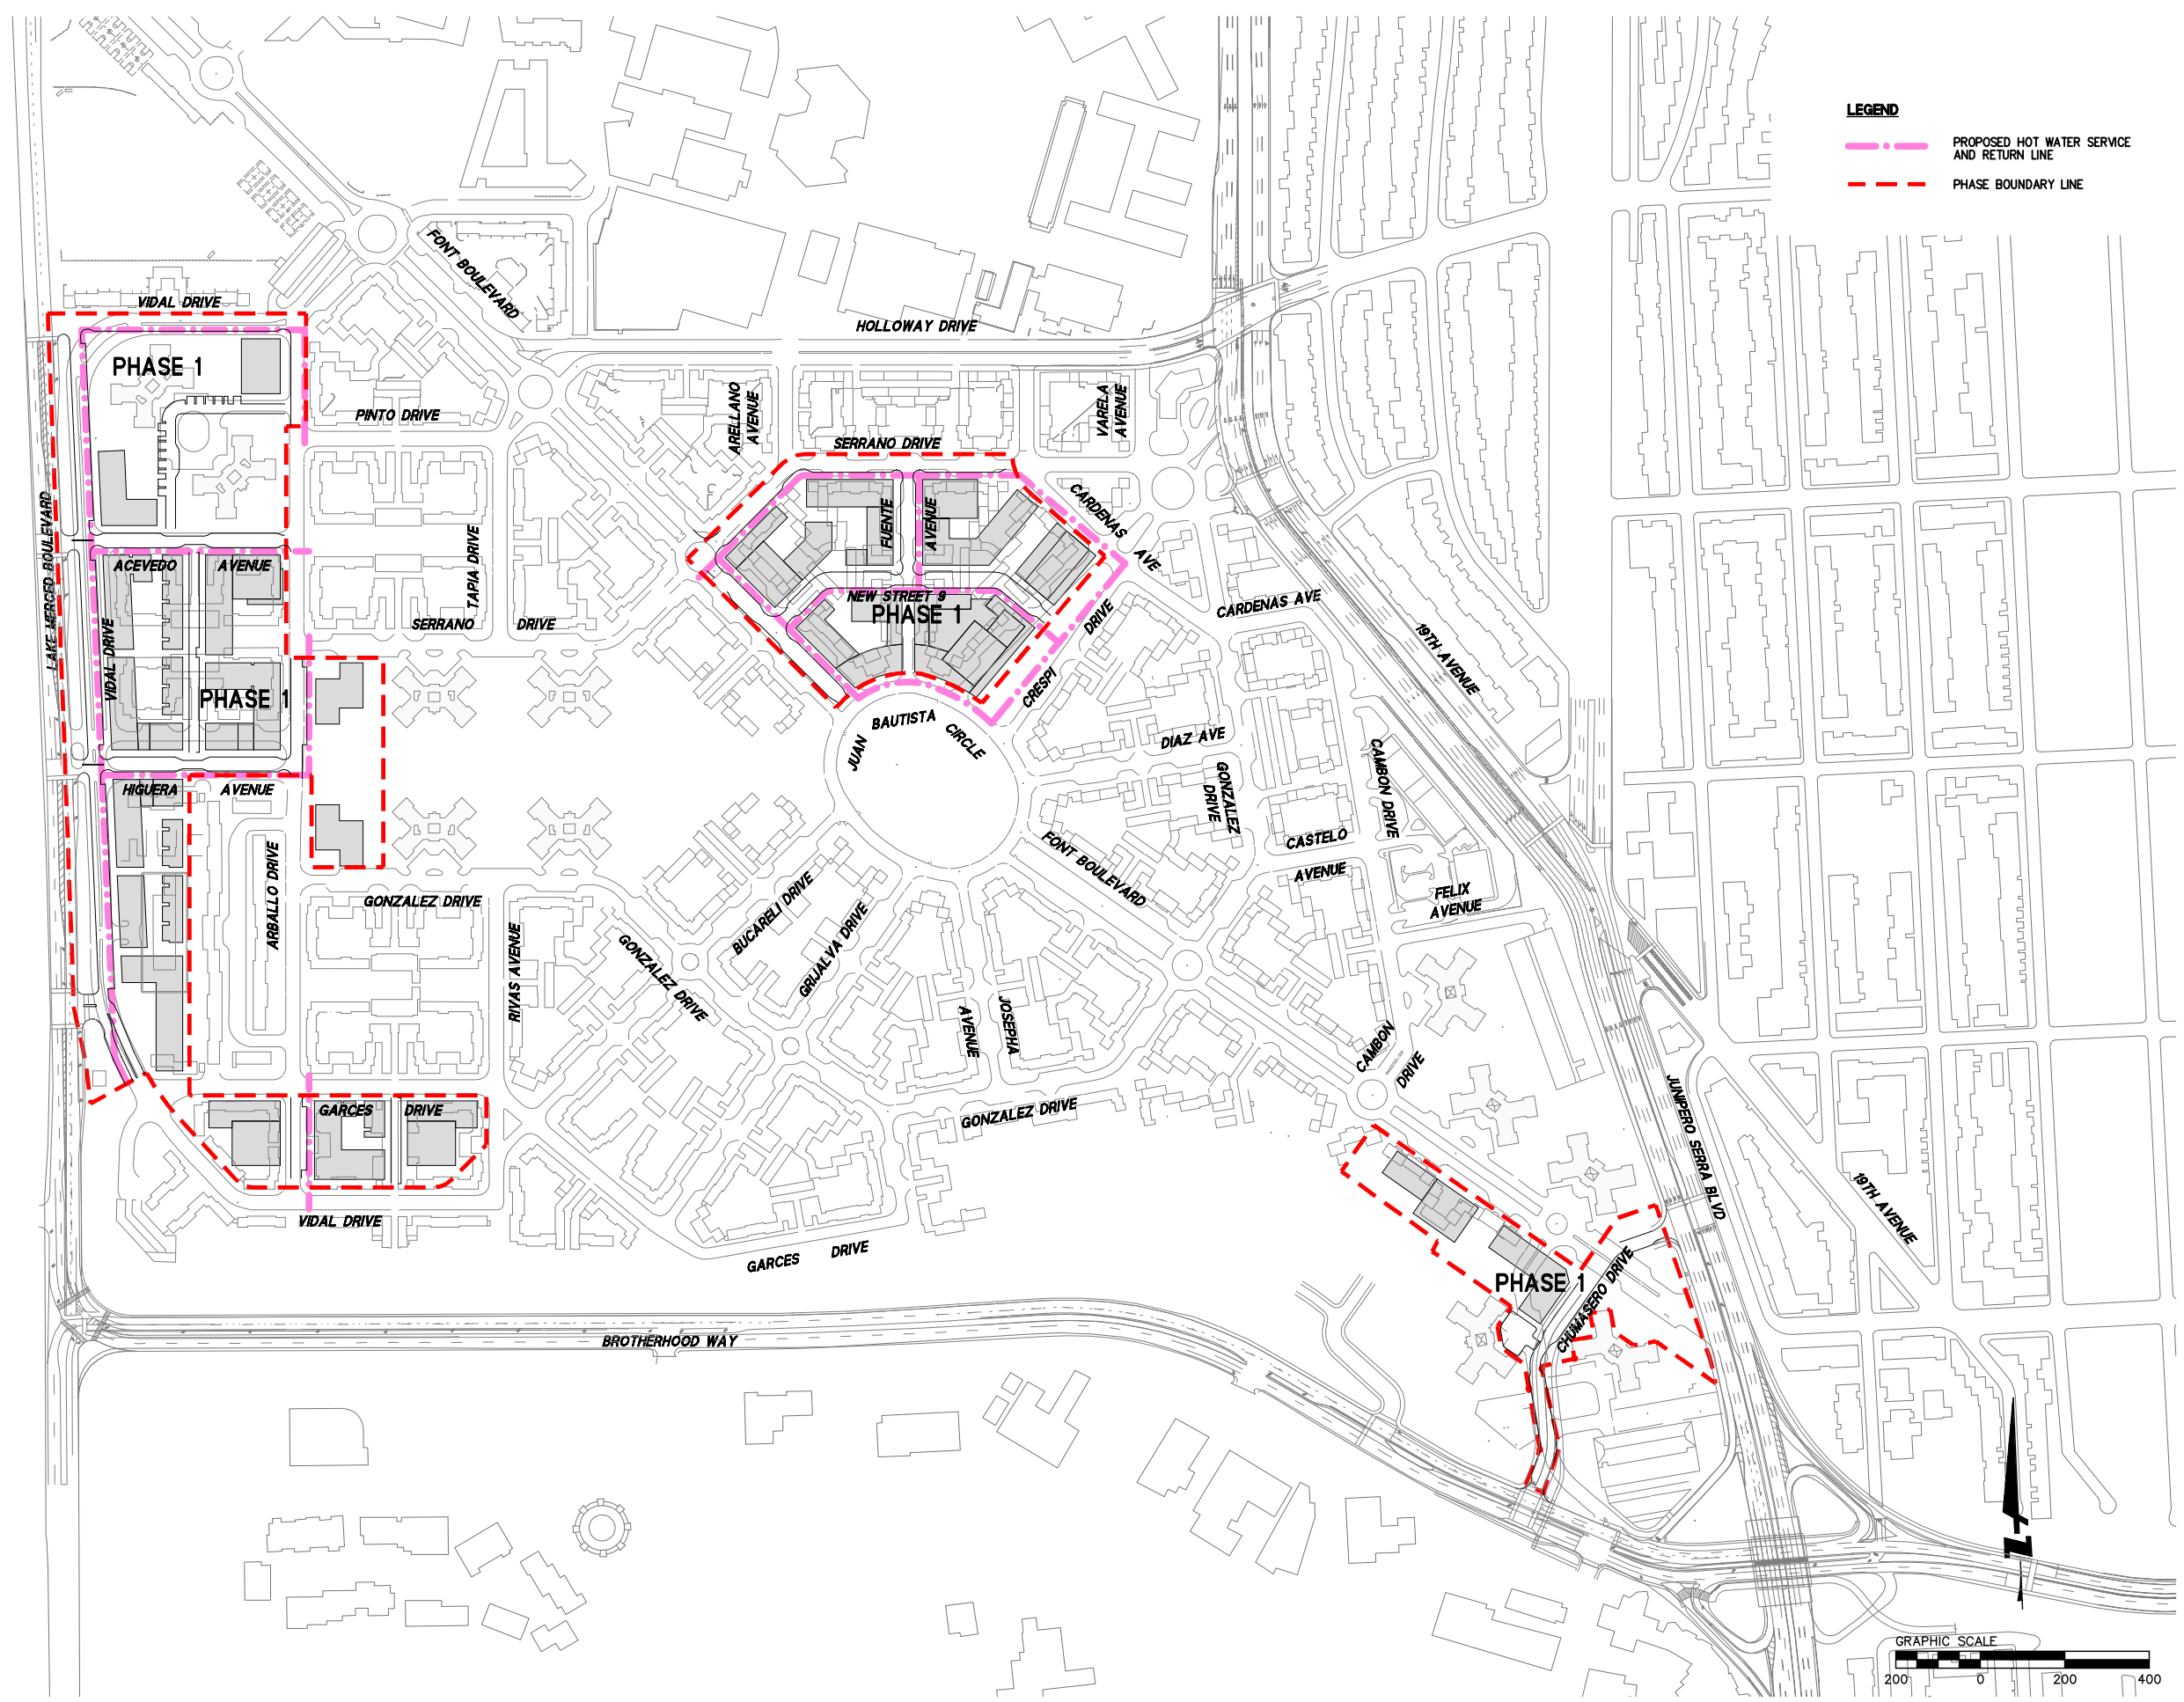 LEGEND
PROPOSED HOT WATER SERVICE
AND RETURN LINE
PHASE BOUNDARY LINE
FONT BOULEVARD
VIDAL DRIVE
HOLLOWAY DRIVE
PHASE 1
PINTO DRIVE
ARELLANO
AVENUE
VARELA
AVENUE
SERRANO DRIVE
LAKE MERCED BOULEVARD
CARDENAS
AVE
FUENTE
AVENUE
TAPIA DRIVE
ACEVEDO
AVENUE
NEW STREET 9
PHASE 1
CARDENAS AVE
SERRANO
DRIVE
CRESPI
DRIVE
19TH AVENUE
VIDAL DRIVE
PHASE 1
JUAN
BAUTISTA
CIRCLE
DIAZ AVE
CAMBON DRIVE
GONZALEZ
DRIVE
HIGUERA
AVENUE
CASTELO
AVENUE
FONT BOULEVARD
ARBALLO DRIVE
GONZALEZ DRIVE
BUCARELI DRIVE
GRIJALVA DRIVE
FELIX
AVENUE
RIVAS AVENUE
GONZALEZ DRIVE
AVENUE
JOSEPHA
CAMBON
DRIVE
GARCES
DRIVE
GONZALEZ DRIVE
JUNIPERO SERRA BLVD
19TH AVENUE
VIDAL DRIVE
GARCES
DRIVE
PHASE 1
CHUMASERO DRIVE
BROTHERHOOD WAY
Z
GRAPHIC SCALE
200
0
200
400